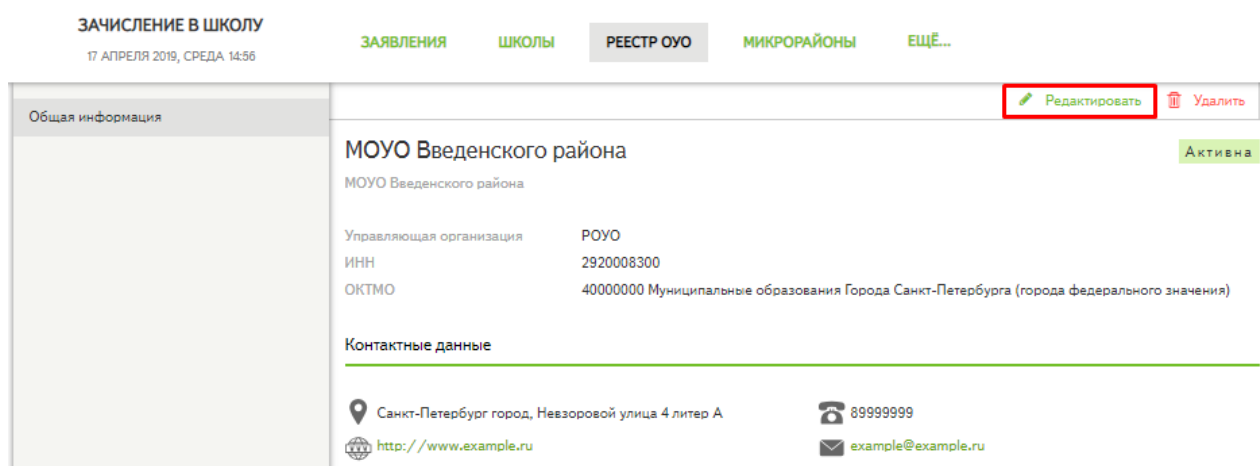 ЗАЧИСЛЕНИЕ В ШКОЛУ
17 АПРЕЛЯ 2019, СРЕДА 14:56
ЗАЯВЛЕНИЯ ШКОЛЫ РЕЕСТР ОУО МИКРОРАЙОНЫ ЕЩЁ...
Общая информация
Редактировать Удалить
МОУО Введенского района
Активна
МОУО Введенского района
Управляющая организация РОУО
ИНН 2920008300
ОКТМО 40000000 Муниципальные образования Города Санкт-Петербурга (города федерального значения)
Контактные данные
Санкт-Петербург город, Невзоровой улица 4 литер А 89999999
http://www.example.ru example@example.ru